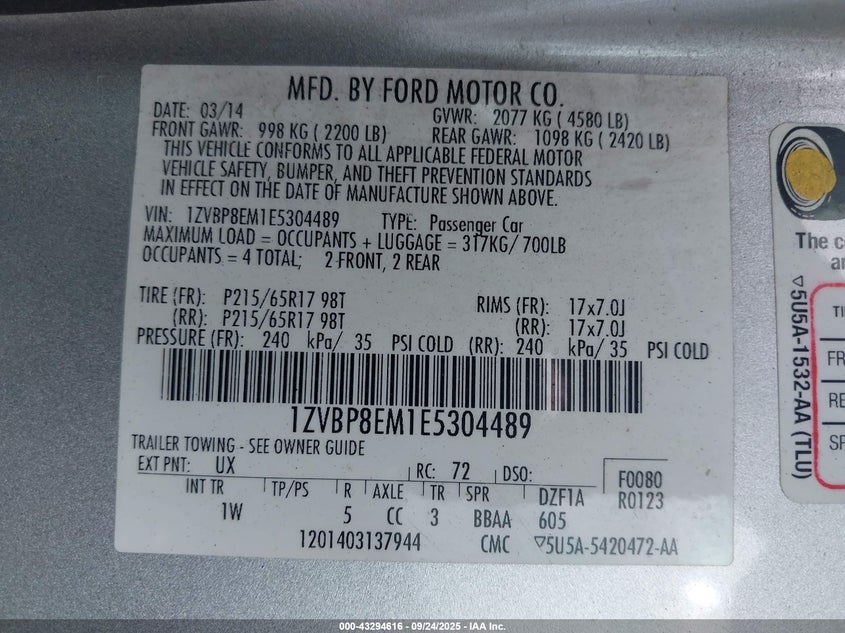 MFD. BY FORD MOTOR CO.
DATE: 03/14 GVWR: 2077 KG ( 4580 LB)
FRONT GAWR: 998 KG ( 2200 LB) REAR GAWR: 1098 KG ( 2420 LB)
THIS VEHICLE CONFORMS TO ALL APPLICABLE FEDERAL MOTOR
VEHICLE SAFETY, BUMPER, AND THEFT PREVENTION STANDARDS
IN EFFECT ON THE DATE OF MANUFACTURE SHOWN ABOVE.
VIN: 1ZVBP8EM1E5304489 TYPE: Passenger Car
MAXIMUM LOAD = OCCUPANTS + LUGGAGE = 317KG/ 700LB
OCCUPANTS = 4 TOTAL; 2 FRONT, 2 REAR
TIRE (FR): P215/65R17 98T RIMS (FR): 17x7.0J
(RR): P215/65R17 98T (RR): 17x7.0J
PRESSURE (FR): 240 kPa/ 35 PSI COLD (RR): 240 kPa/ 35 PSI COLD
1ZVBP8EM1E5304489
TRAILER TOWING - SEE OWNER GUIDE
EXT PNT: UX RC: 72 DSO: F0080
INT TR TP/PS R AXLE TR SPR DZF1A R0123
1W 5 CC 3 BBAA 605
1201403137944 CMC ▽5U5A-5420472-AA
The
▽5U5A-1532-AA (TLU)
FR
RE
000-43294616 - 09/24/2025 - IAA Inc.